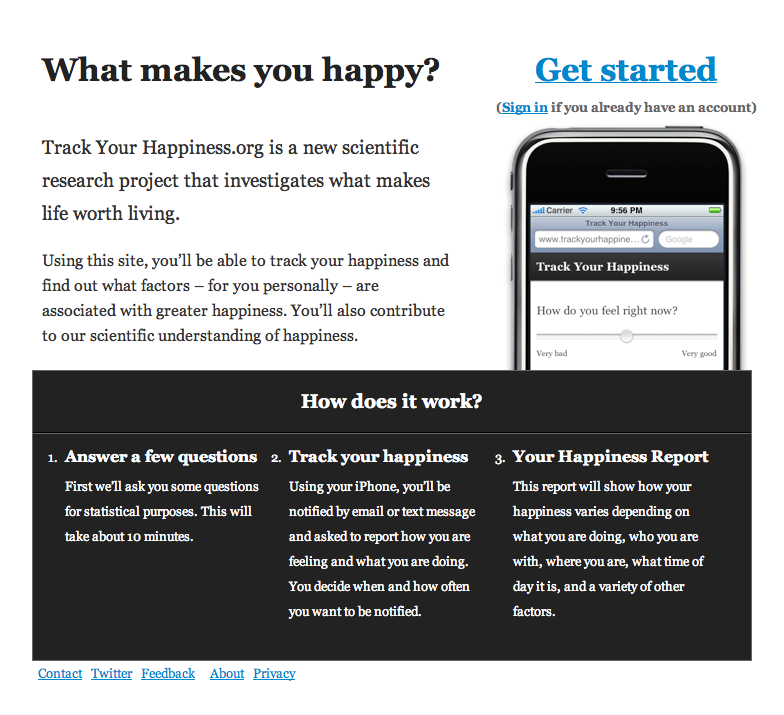 What makes you happy?
Get started
(Sign in if you already have an account)
Track Your Happiness.org is a new scientific
research project that investigates what makes
life worth living.
Using this site, you’ll be able to track your happiness and
find out what factors – for you personally – are
associated with greater happiness. You’ll also contribute
to our scientific understanding of happiness.
Carrier 9:56 PM
Track Your Happiness
www.trackyourhappine... Google
Track Your Happiness
How do you feel right now?
Very bad Very good
How does it work?
1. Answer a few questions
First we’ll ask you some questions
for statistical purposes. This will
take about 10 minutes.
2. Track your happiness
Using your iPhone, you’ll be
notified by email or text message
and asked to report how you are
feeling and what you are doing.
You decide when and how often
you want to be notified.
3. Your Happiness Report
This report will show how your
happiness varies depending on
what you are doing, who you are
with, where you are, what time of
day it is, and a variety of other
factors.
Contact Twitter Feedback About Privacy